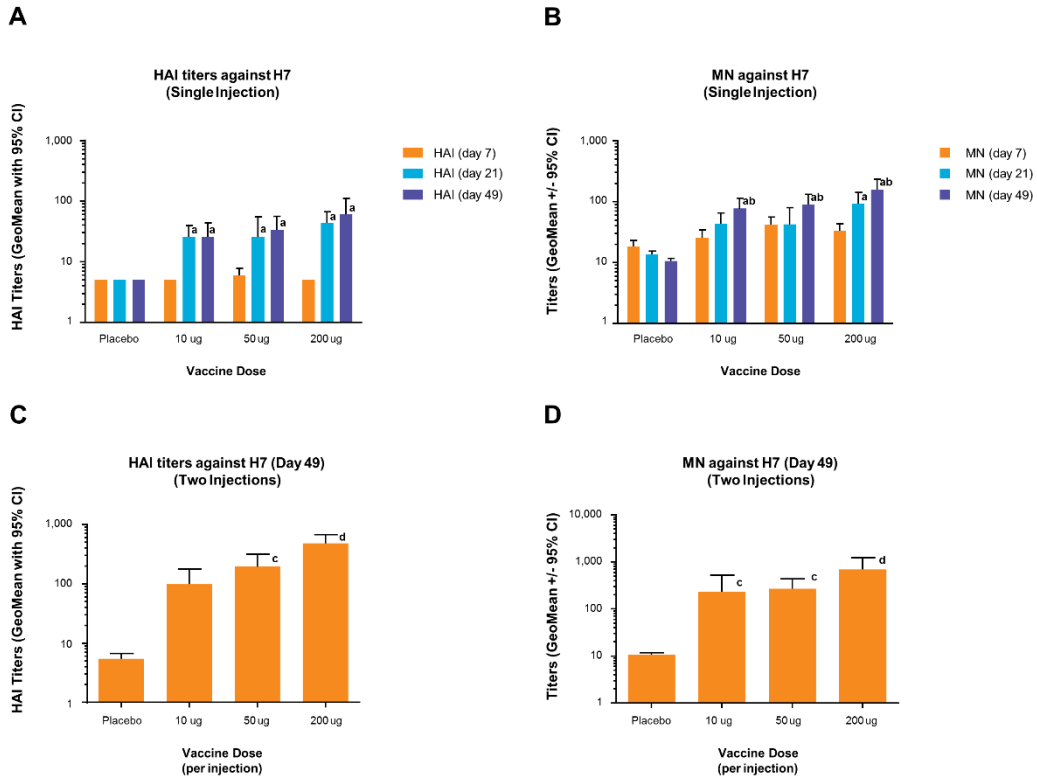 A
HAI titers against H7
(Single Injection)
HAI Titers (GeoMean with 95% CI)
1,000
100
10
1
a
a
a
a
a
a
Placebo
10 ug
50 ug
200 ug
Vaccine Dose
HAI (day 7)
HAI (day 21)
HAI (day 49)
B
MN against H7
(Single Injection)
Titers (GeoMean +/- 95% CI)
1,000
100
10
1
ab
ab
a
ab
Placebo
10 ug
50 ug
200 ug
Vaccine Dose
MN (day 7)
MN (day 21)
MN (day 49)
C
HAI titers against H7 (Day 49)
(Two Injections)
HAI Titers (GeoMean with 95% CI)
1,000
100
10
1
c
d
Placebo
10 ug
50 ug
200 ug
Vaccine Dose
(per injection)
D
MN against H7 (Day 49)
(Two Injections)
Titers (GeoMean +/- 95% CI)
10,000
1,000
100
10
1
c
c
d
Placebo
10 ug
50 ug
200 ug
Vaccine Dose
(per injection)